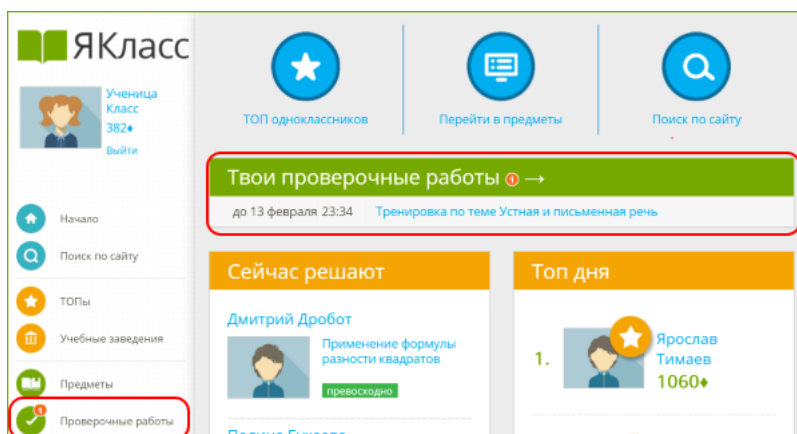 ЯКласс
Ученица
Класс
382♦
Выйти
Начало
Поиск по сайту
ТОПы
Учебные заведения
Предметы
1
Проверочные работы
ТОП одноклассников
Перейти в предметы
Поиск по сайту
Твои проверочные работы 1 →
до 13 февраля 23:34 Тренировка по теме Устная и письменная речь
Сейчас решают
Дмитрий Дробот
Применение формулы
разности квадратов
превосходно
Топ дня
1.
Ярослав
Тимаев
1060♦